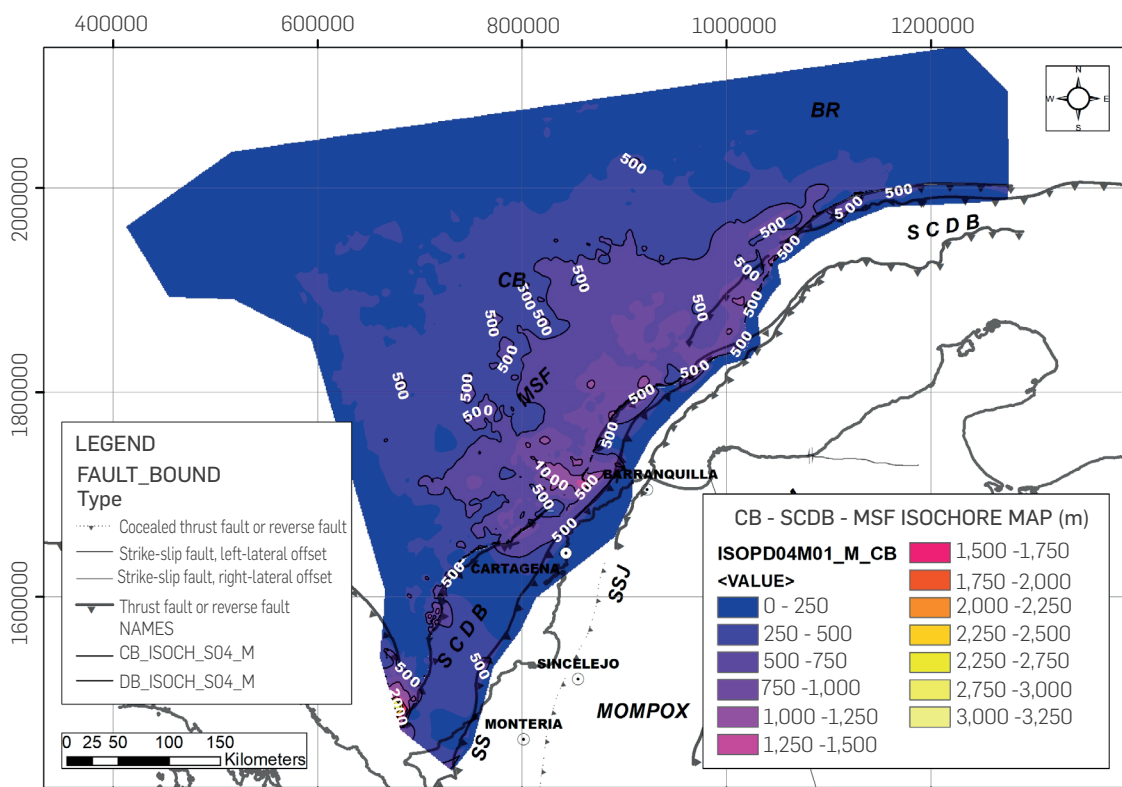 400000 600000 800000 1000000 1200000
N
W E
S
BR
500
2000000
500
500
500
SCDB
500
500
CB
500
500
500
500
500
500
500
500
500
500
1800000
500
500
500
MSF
500
500
500
1000
BARRANQUILLA
500
500
500
CARTAGENA
500
1600000
SCDB
SSJ
500
500
SINCELEJO
2000
MONTERIA
MOMPOX
SS
LEGEND
FAULT_BOUND
Type
Cocealed thrust fault or reverse fault
Strike-slip fault, left-lateral offset
Strike-slip fault, right-lateral offset
Thrust fault or reverse fault
NAMES
CB_ISOCH_S04_M
DB_ISOCH_S04_M
0 25 50 100 150
Kilometers
CB - SCDB - MSF ISOCHORE MAP (m)
ISOPD04M01_M_CB
<VALUE>
0 - 250
250 - 500
500 -750
750 -1,000
1,000 -1,250
1,250 -1,500
1,500 -1,750
1,750 -2,000
2,000 -2,250
2,250 -2,500
2,250 -2,750
2,750 -3,000
3,000 -3,250